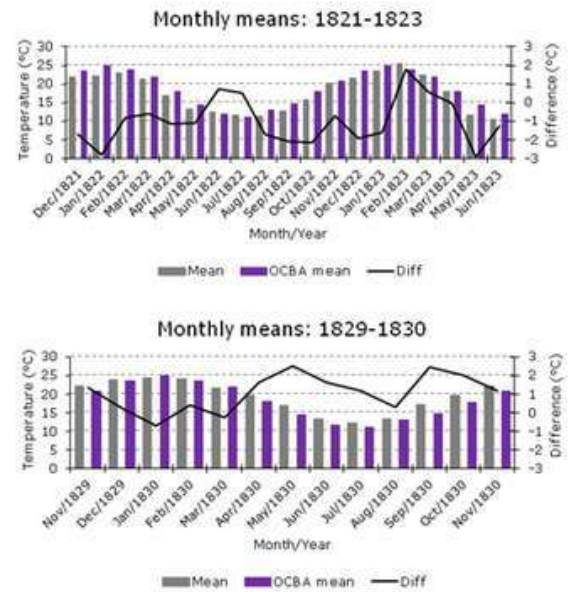 Monthly means: 1821-1823
Temperature (°C)
30
25
20
15
10
5
0
Difference (°C)
3
2
1
0
-1
-2
-3
Dec/1821
Jan/1822
Feb/1822
Mar/1822
Apr/1822
May/1822
Jun/1822
Jul/1822
Aug/1822
Sep/1822
Oct/1822
Nov/1822
Dec/1822
Jan/1823
Feb/1823
Mar/1823
Apr/1823
May/1823
Jun/1823
Month/Year
Mean OCBA mean Diff
Monthly means: 1829-1830
Temperature (°C)
30
25
20
15
10
5
0
Difference (°C)
3
2
1
0
-1
-2
-3
Nov/1829
Dec/1829
Jan/1830
Feb/1830
Mar/1830
Apr/1830
May/1830
Jun/1830
Jul/1830
Aug/1830
Sep/1830
Oct/1830
Nov/1830
Month/Year
Mean OCBA mean Diff